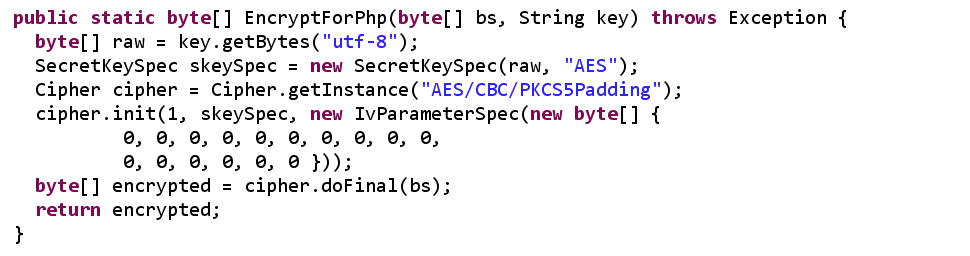 public static byte[] EncryptForPhp(byte[] bs, String key) throws Exception {
  byte[] raw = key.getBytes("utf-8");
  SecretKeySpec skeySpec = new SecretKeySpec(raw, "AES");
  Cipher cipher = Cipher.getInstance("AES/CBC/PKCS5Padding");
  cipher.init(1, skeySpec, new IvParameterSpec(new byte[] {
          0, 0, 0, 0, 0, 0, 0, 0, 0, 0,
          0, 0, 0, 0, 0, 0 }));
  byte[] encrypted = cipher.doFinal(bs);
  return encrypted;
}